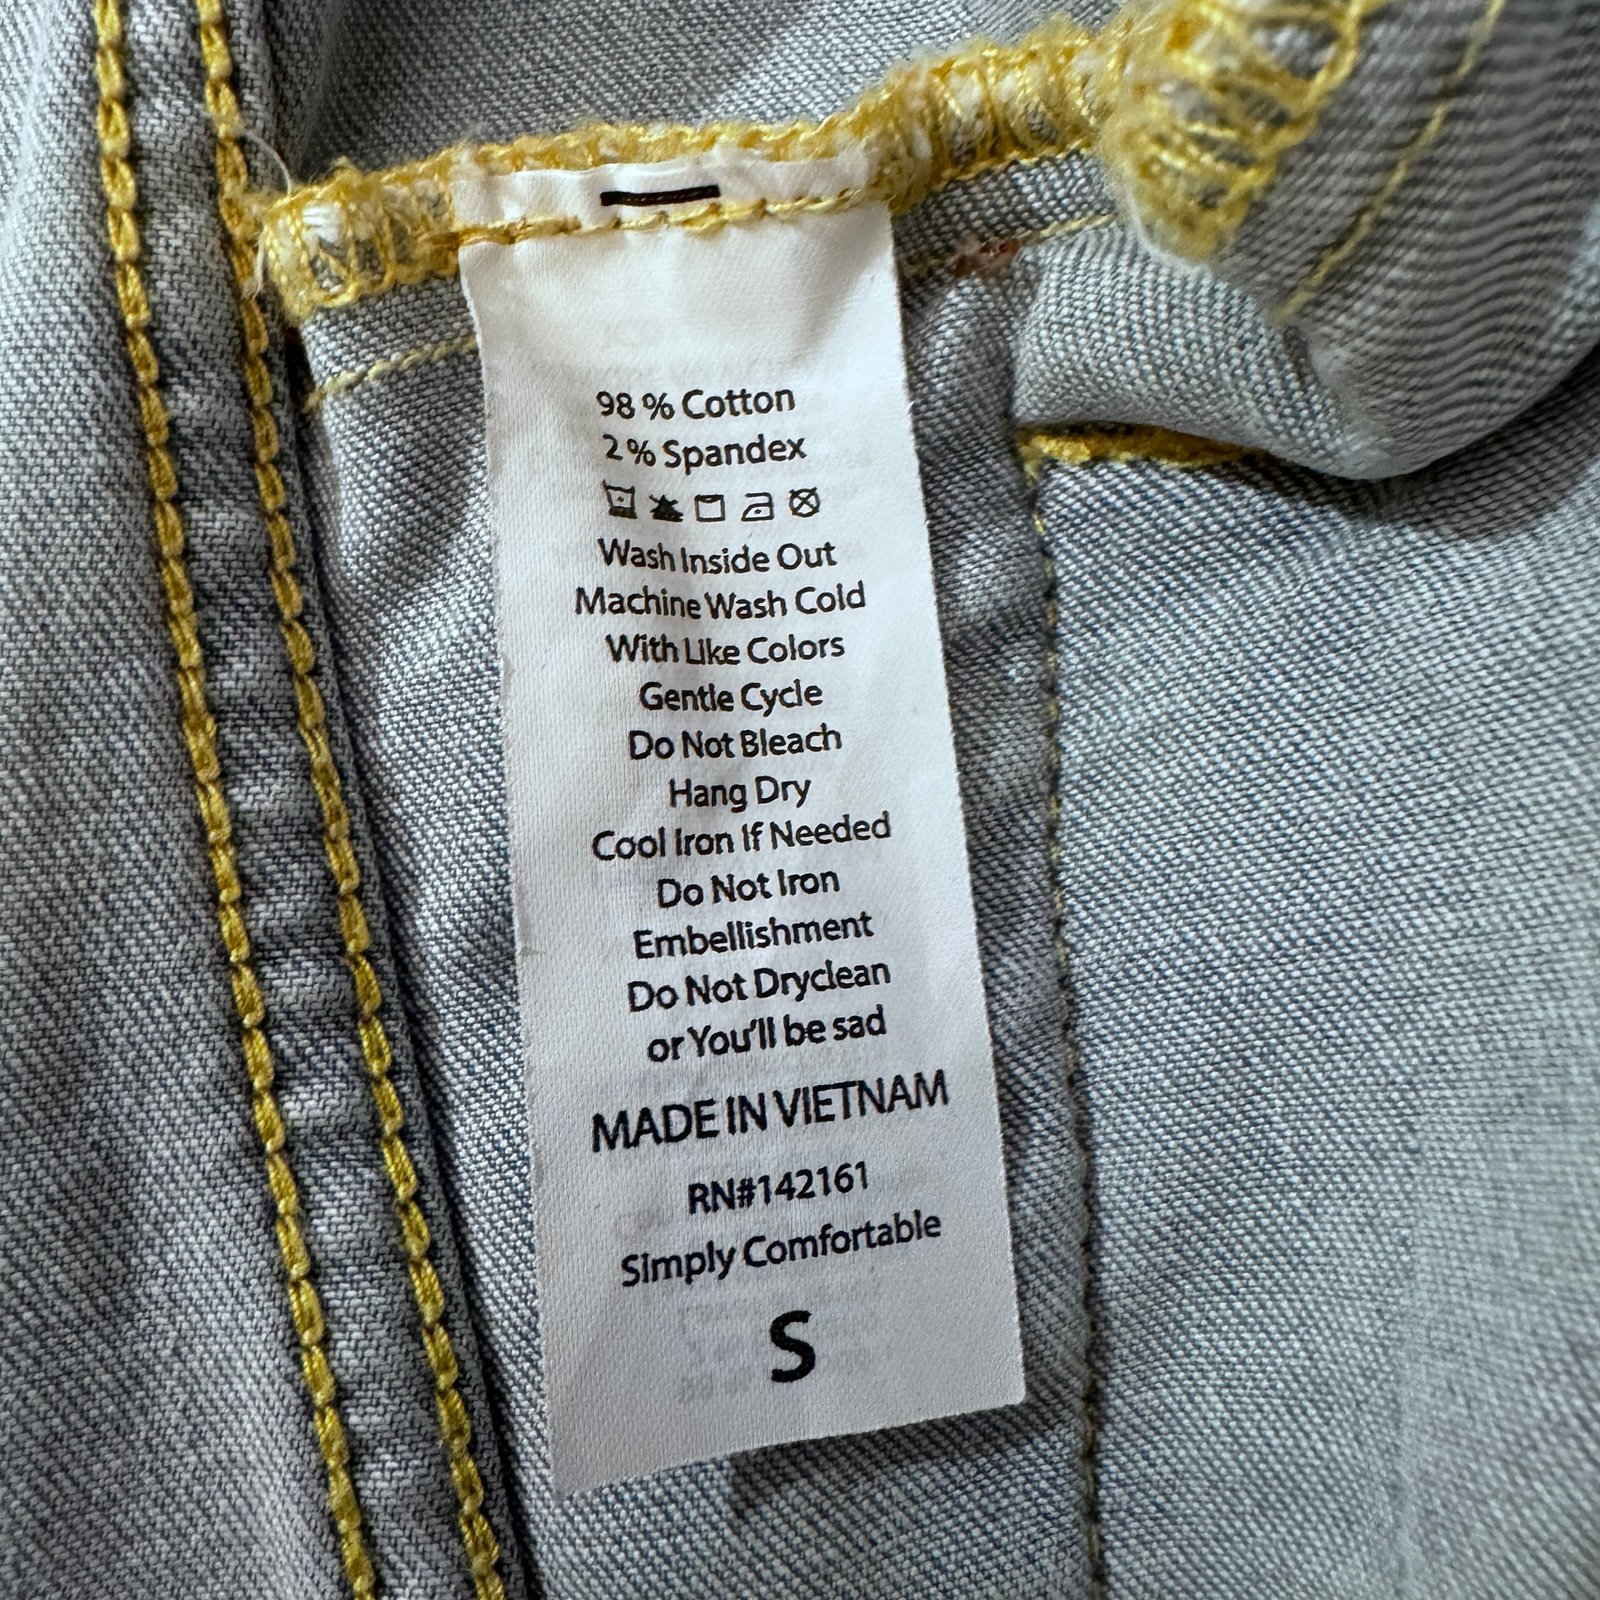 98 % Cotton
2 % Spandex
Wash Inside Out
Machine Wash Cold
With Like Colors
Gentle Cycle
Do Not Bleach
Hang Dry
Cool Iron If Needed
Do Not Iron
Embellishment
Do Not Dryclean
or You'll be sad
MADE IN VIETNAM
RN#142161
Simply Comfortable
S